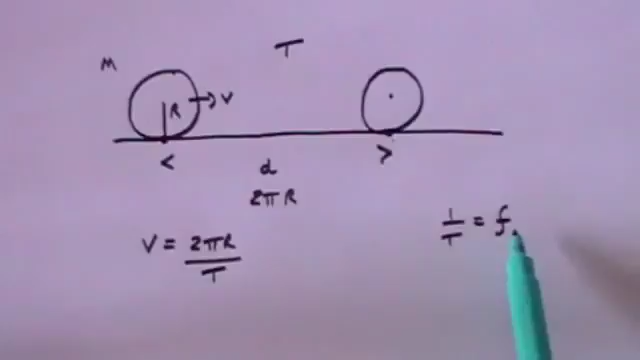 M
T
R
V
< d >
2πR
V = 2πR / T
1/T = f